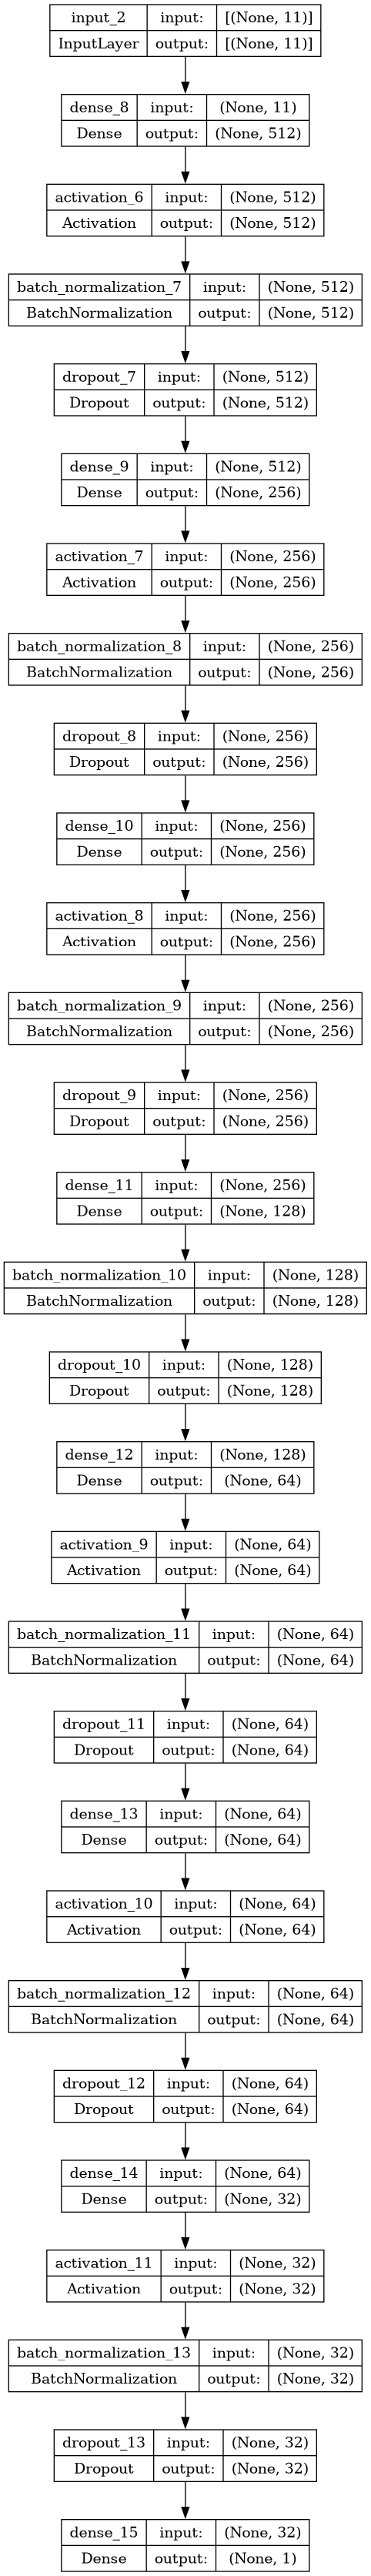 input_2 input: [(None, 11)]
InputLayer output: [(None, 11)]
dense_8 input: (None, 11)
Dense output: (None, 512)
activation_6 input: (None, 512)
Activation output: (None, 512)
batch_normalization_7 input: (None, 512)
BatchNormalization output: (None, 512)
dropout_7 input: (None, 512)
Dropout output: (None, 512)
dense_9 input: (None, 512)
Dense output: (None, 256)
activation_7 input: (None, 256)
Activation output: (None, 256)
batch_normalization_8 input: (None, 256)
BatchNormalization output: (None, 256)
dropout_8 input: (None, 256)
Dropout output: (None, 256)
dense_10 input: (None, 256)
Dense output: (None, 256)
activation_8 input: (None, 256)
Activation output: (None, 256)
batch_normalization_9 input: (None, 256)
BatchNormalization output: (None, 256)
dropout_9 input: (None, 256)
Dropout output: (None, 256)
dense_11 input: (None, 256)
Dense output: (None, 128)
batch_normalization_10 input: (None, 128)
BatchNormalization output: (None, 128)
dropout_10 input: (None, 128)
Dropout output: (None, 128)
dense_12 input: (None, 128)
Dense output: (None, 64)
activation_9 input: (None, 64)
Activation output: (None, 64)
batch_normalization_11 input: (None, 64)
BatchNormalization output: (None, 64)
dropout_11 input: (None, 64)
Dropout output: (None, 64)
dense_13 input: (None, 64)
Dense output: (None, 64)
activation_10 input: (None, 64)
Activation output: (None, 64)
batch_normalization_12 input: (None, 64)
BatchNormalization output: (None, 64)
dropout_12 input: (None, 64)
Dropout output: (None, 64)
dense_14 input: (None, 64)
Dense output: (None, 32)
activation_11 input: (None, 32)
Activation output: (None, 32)
batch_normalization_13 input: (None, 32)
BatchNormalization output: (None, 32)
dropout_13 input: (None, 32)
Dropout output: (None, 32)
dense_15 input: (None, 32)
Dense output: (None, 1)